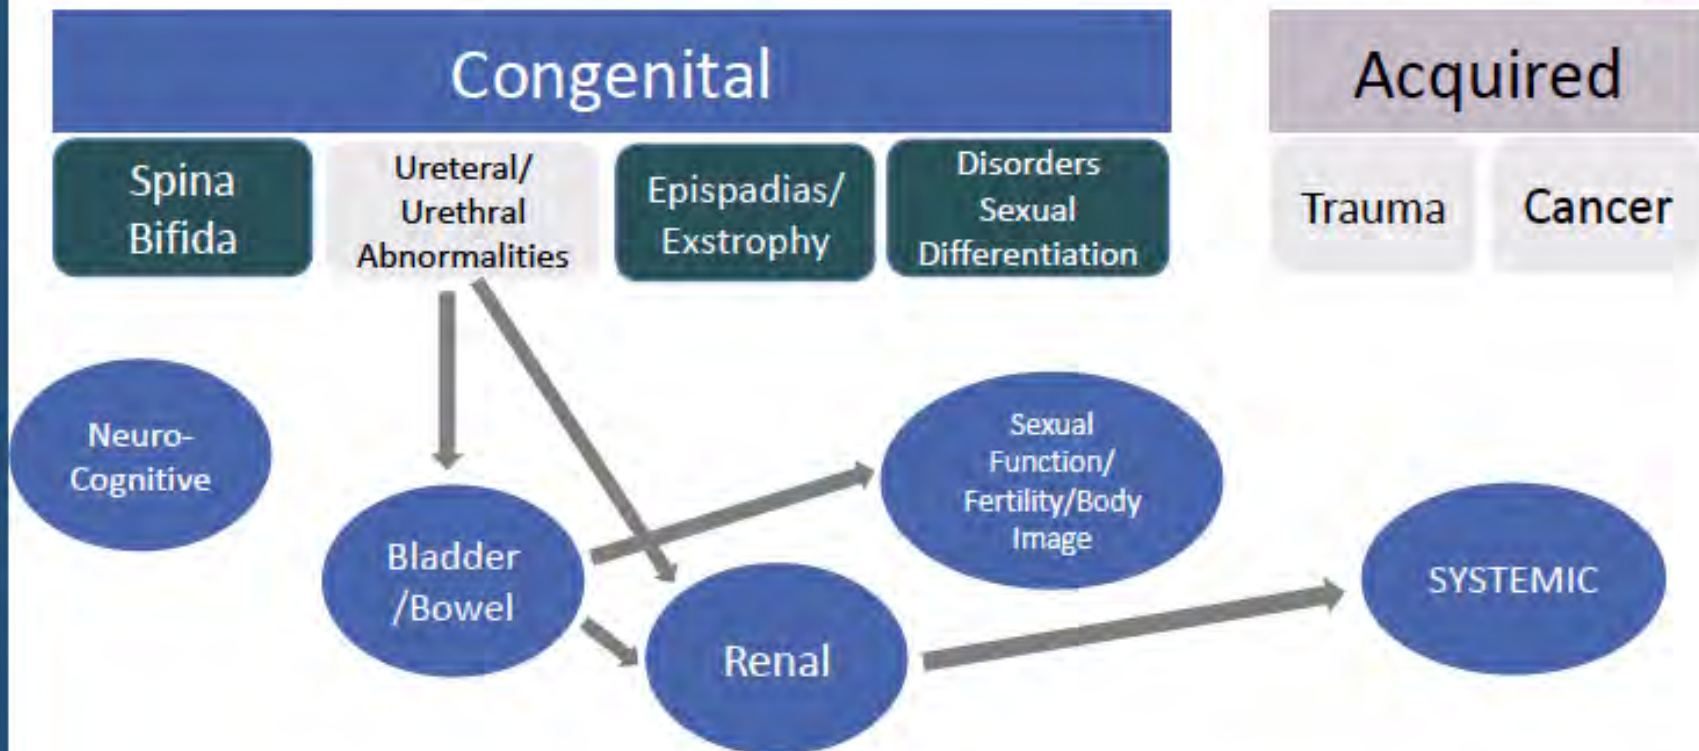 Congenital
Acquired
Spina
Bifida
Ureteral/
Urethral
Abnormalities
Epispadias/
Exstrophy
Disorders
Sexual
Differentiation
Trauma
Cancer
Neuro-
Cognitive
Bladder
/Bowel
Renal
Sexual
Function/
Fertility/Body
Image
SYSTEMIC